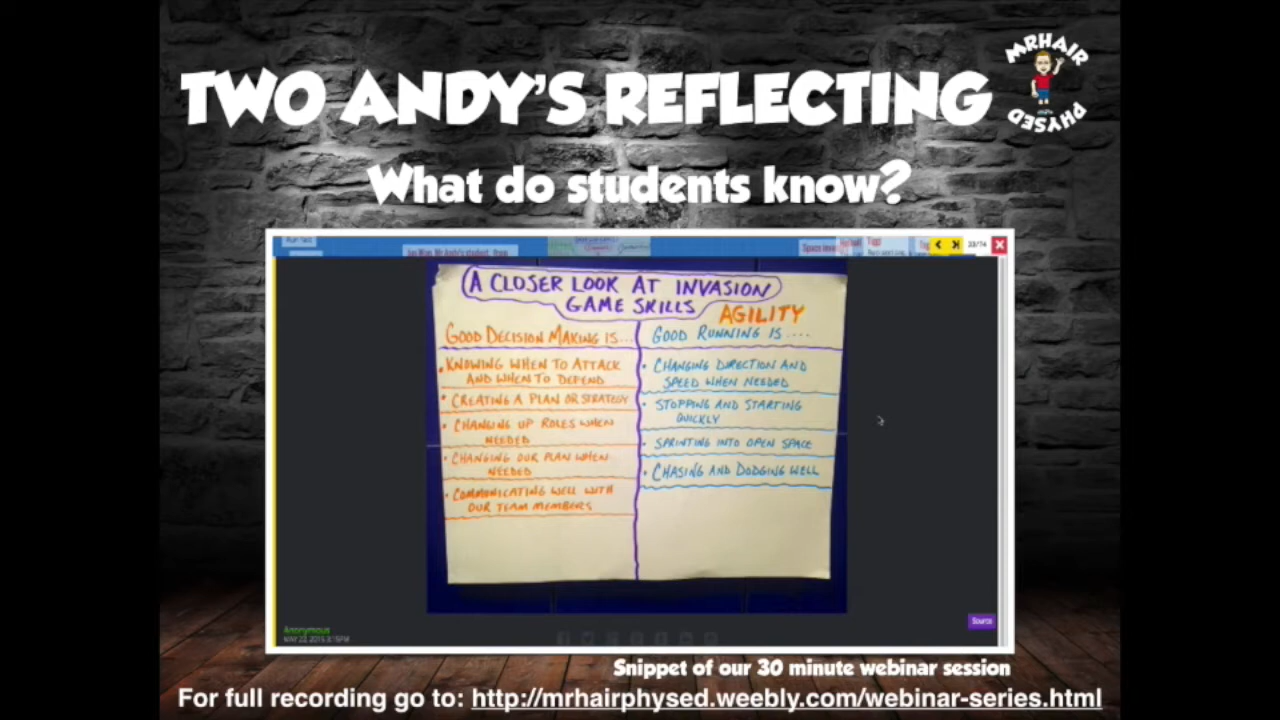 TWO ANDY'S REFLECTING
MRHAIR
PHYSED
What do students know?
33/74
A CLOSER LOOK AT INVASION
GAME SKILLS
AGILITY
GOOD DECISION MAKING IS...
KNOWING WHEN TO ATTACK
AND WHEN TO DEFEND
CREATING A PLAN OR STRATEGY
CHANGING UP ROLES WHEN
NEEDED
CHANGING OUR PLAN WHEN
NEEDED
COMMUNICATING WELL WITH
OUR TEAM MEMBERS
GOOD RUNNING IS ....
CHANGING DIRECTION AND
SPEED WHEN NEEDED
STOPPING AND STARTING
QUICKLY
SPRINTING INTO OPEN SPACE
CHASING AND DODGING WELL
Source
Anonymous
Snippet of our 30 minute webinar session
For full recording go to: http://mrhairphysed.weebly.com/webinar-series.html